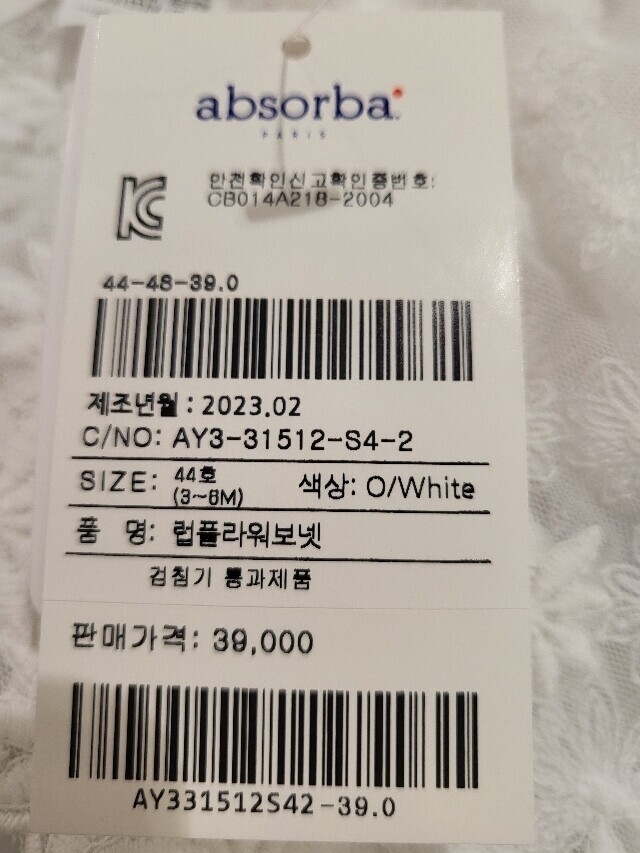 absorba
PARIS
안전확인신고확인증번호:
CB014A218-2004
44-48-39.0
제조년월 : 2023.02
C/NO: AY3-31512-S4-2
SIZE: 44호 (3~6M) 색상: O/White
품 명: 럽플라워보넷
검침기 통과제품
판매가격: 39,000
AY331512S42-39.0